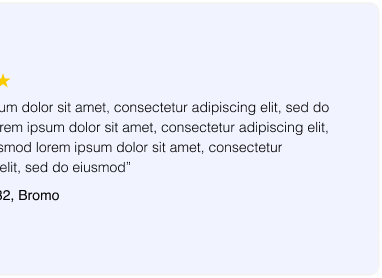 um dolor sit amet, consectetur adipiscing elit, sed do
rem ipsum dolor sit amet, consectetur adipiscing elit,
smod lorem ipsum dolor sit amet, consectetur
elit, sed do eiusmod”
32, Bromo